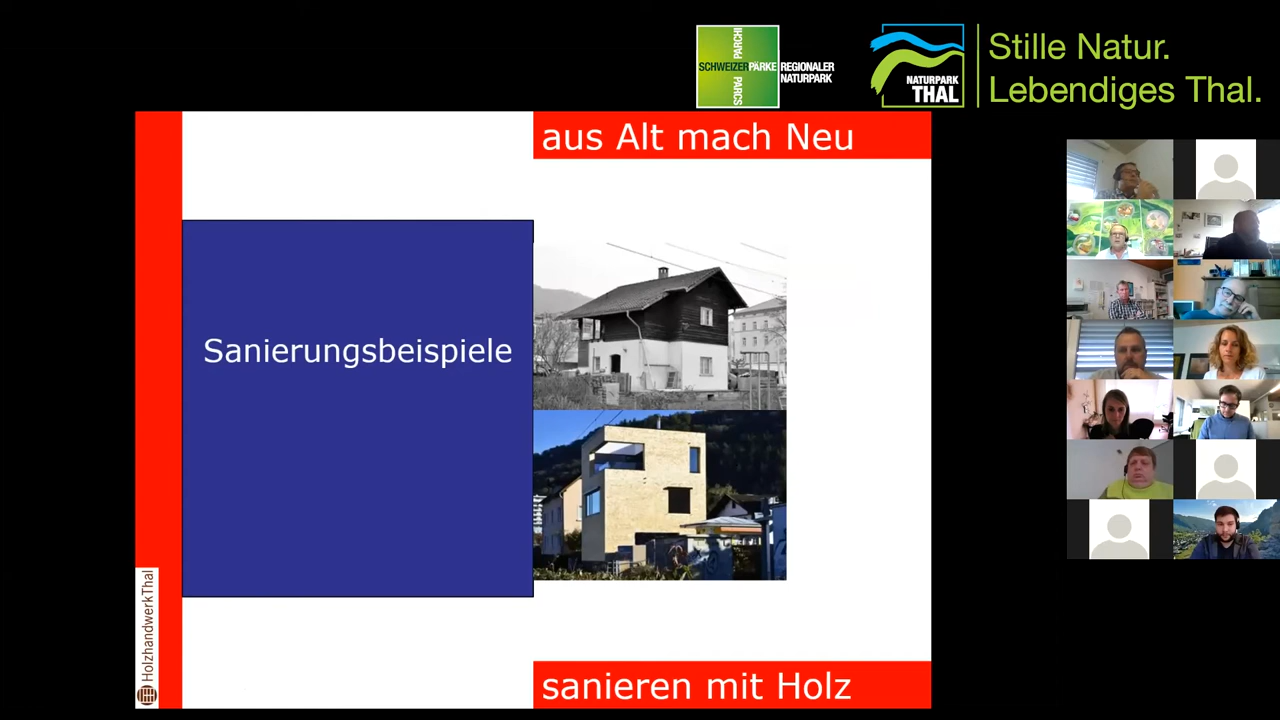 SCHWEIZER PÄRKE
PARCHI
PARCS
REGIONALER
NATURPARK
NATURPARK
THAL
Stille Natur.
Lebendiges Thal.
aus Alt mach Neu
Sanierungsbeispiele
HolzhandwerkThal
sanieren mit Holz